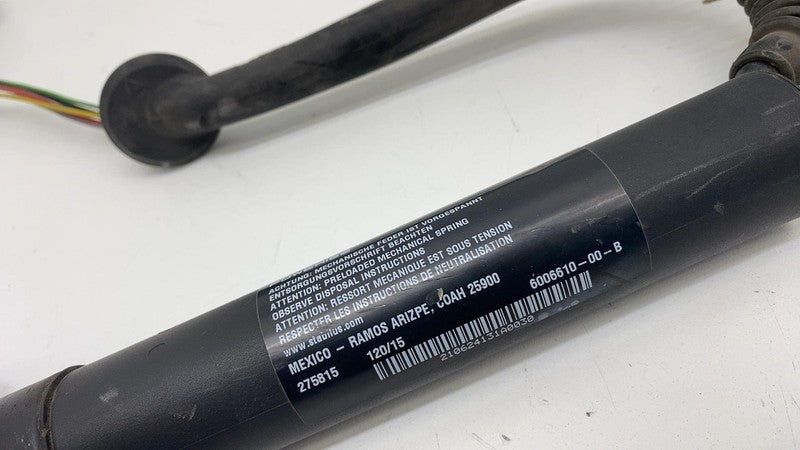 ACHTUNG: MECHANISCHE FEDER IST VORGESPANNT
ENTSORGUNGSVORSCHRIFT BEACHTEN
ATTENTION: PRELOADED MECHANICAL SPRING
OBSERVE DISPOSAL INSTRUCTIONS
ATTENTION: RESSORT MECANIQUE EST SOUS TENSION
RESPECTER LES INSTRUCTIONS DE NEUTRALISATION
www.stabilus.com
MEXICO - RAMOS ARIZPE, COAH 25900
275815 120/15 6006610-00-B
210624131A0030